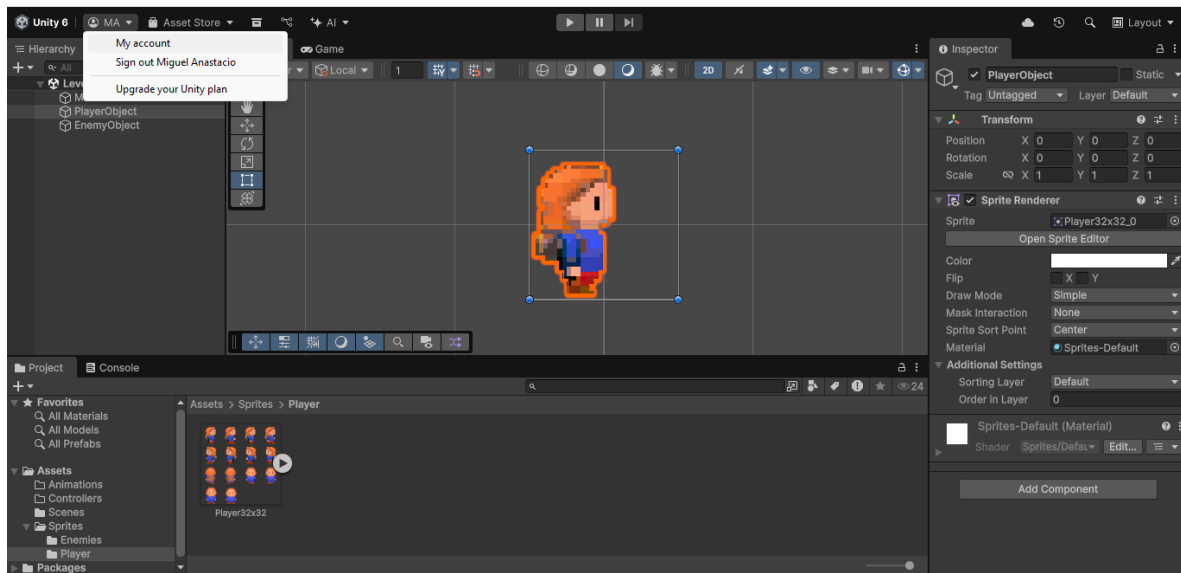 Unity 6 MA Asset Store AI Layout
My account
Sign out Miguel Anastacio
Upgrade your Unity plan
Hierarchy Game Inspector
All Local 1 2D
PlayerObject Static
Tag Untagged Layer Default
PlayerObject
EnemyObject
Transform
Position X 0 Y 0 Z 0
Rotation X 0 Y 0 Z 0
Scale X 1 Y 1 Z 1
Sprite Renderer
Sprite Player32x32_0
Open Sprite Editor
Color
Flip X Y
Draw Mode Simple
Mask Interaction None
Sprite Sort Point Center
Material Sprites-Default
Additional Settings
Sorting Layer Default
Order in Layer 0
Sprites-Default (Material)
Shader Edit...
Add Component
Project Console
24
Favorites
All Materials
All Models
All Prefabs
Assets
Animations
Controllers
Scenes
Sprites
Enemies
Player
Packages
Assets > Sprites > Player
Player32x32